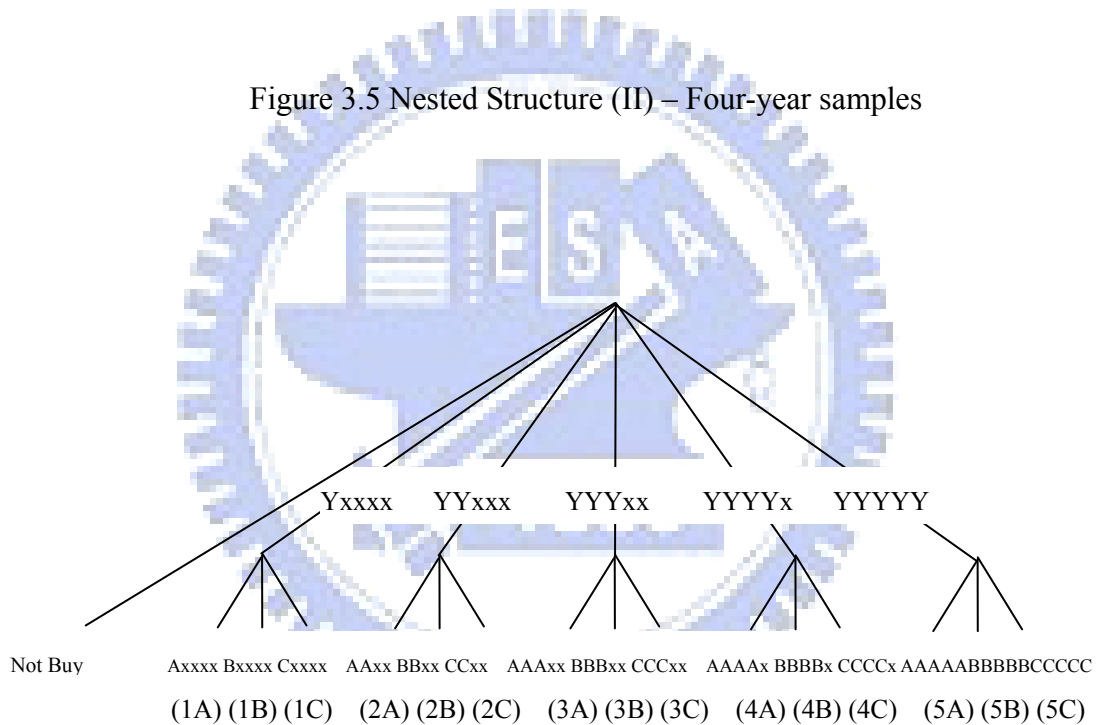 Figure 3.5 Nested Structure (II) – Four-year samples
E S A
Yxxxx YYxxx YYYxx YYYYx YYYYY
Not Buy Axxxx Bxxxx Cxxxx AAxx BBxx CCxx AAAxx BBBxx CCCxx AAAAx BBBBx CCCCx AAAAABBBBBCCCCC
(1A) (1B) (1C) (2A) (2B) (2C) (3A) (3B) (3C) (4A) (4B) (4C) (5A) (5B) (5C)